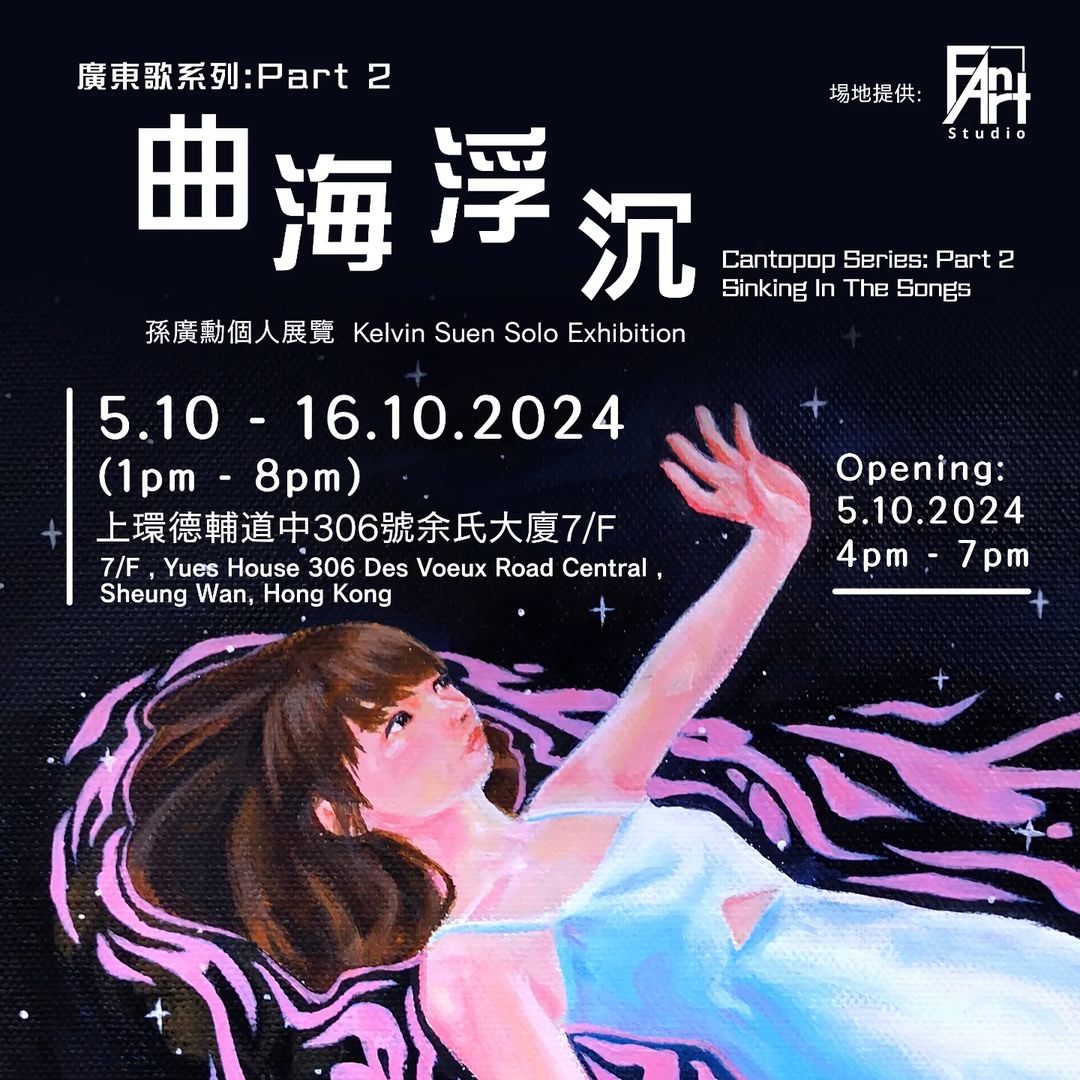 廣東歌系列:Part 2
場地提供:
FAn Art
Studio
曲海浮沉
Cantopop Series: Part 2
Sinking In The Songs
孫廣勳個人展覽 Kelvin Suen Solo Exhibition
5.10 - 16.10.2024
(1pm - 8pm)
上環德輔道中306號余氏大廈7/F
7/F , Yues House 306 Des Voeux Road Central ,
Sheung Wan, Hong Kong
Opening:
5.10.2024
4pm - 7pm